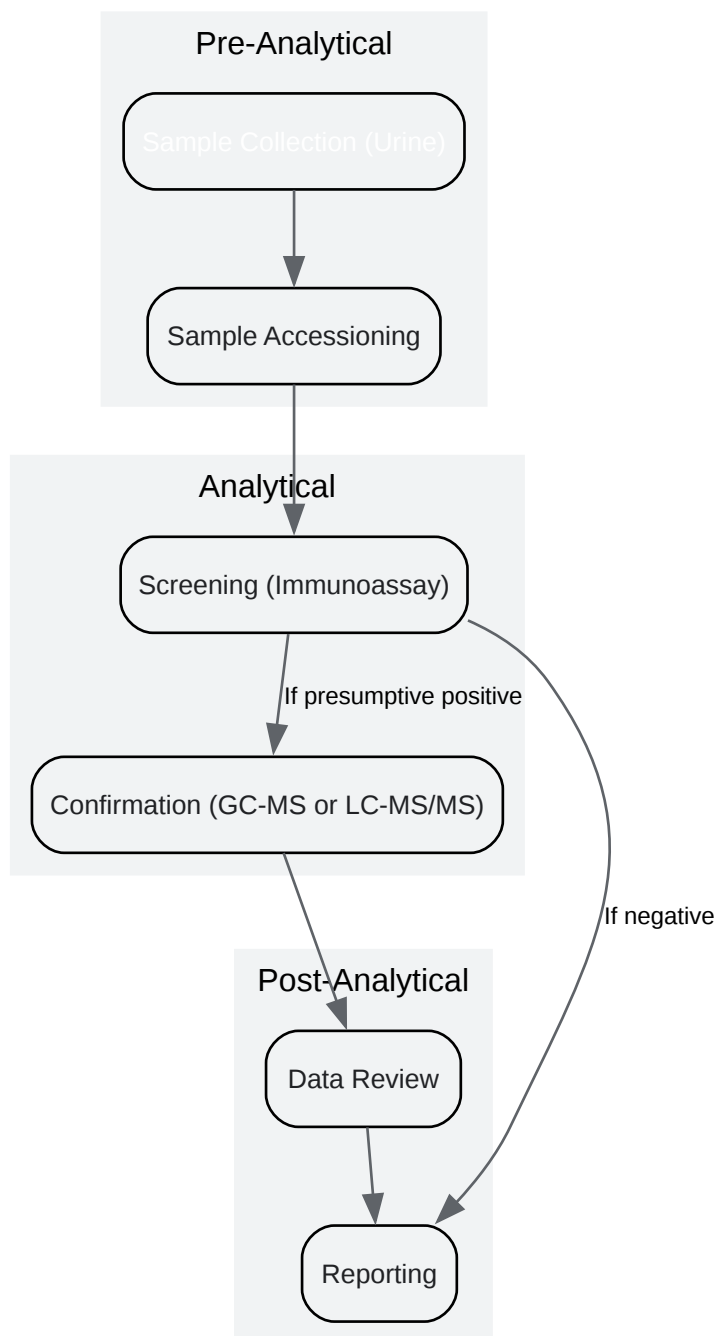 Pre-Analytical
Sample Collection (Urine)
Sample Accessioning
Analytical
Screening (Immunoassay)
If presumptive positive
Confirmation (GC-MS or LC-MS/MS)
If negative
Post-Analytical
Data Review
Reporting